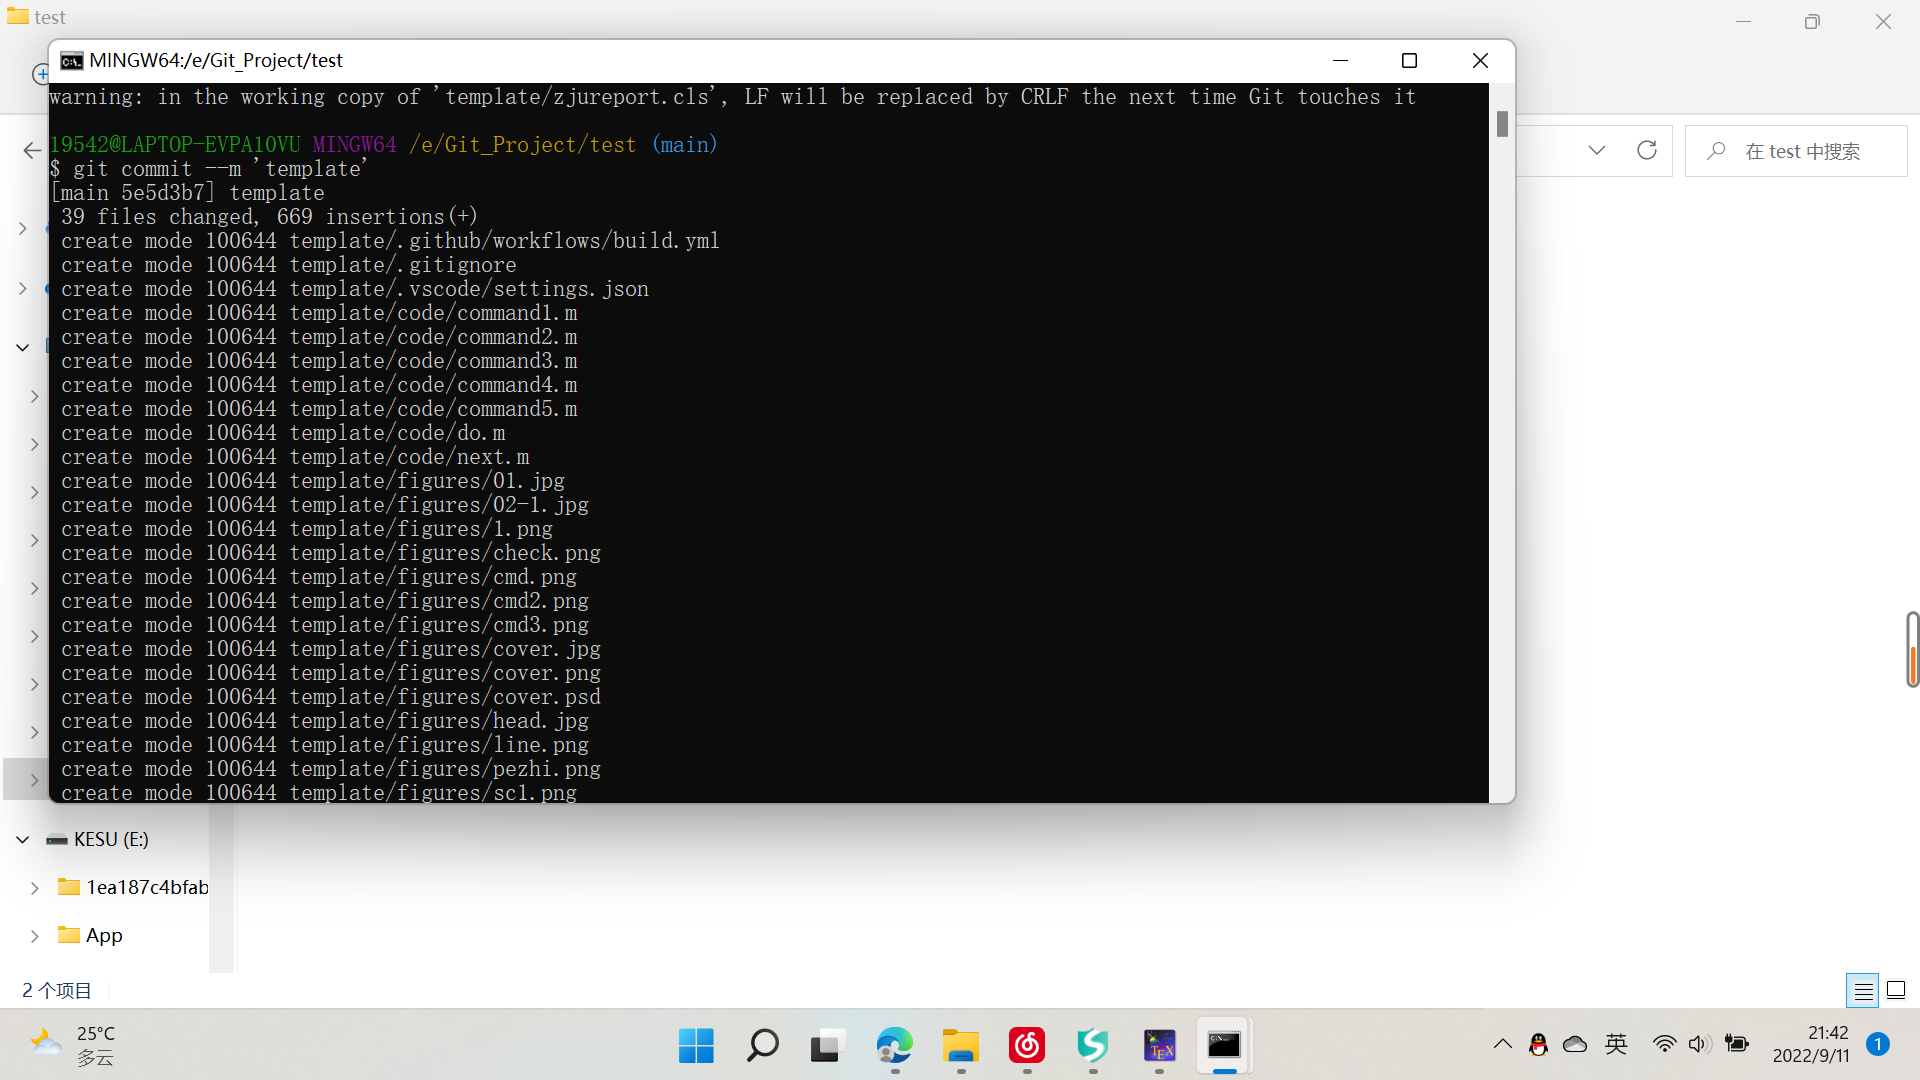 test
MINGW64:/e/Git_Project/test
warning: in the working copy of 'template/zjureport.cls', LF will be replaced by CRLF the next time Git touches it
19542@LAPTOP-EVPA10VU MINGW64 /e/Git_Project/test (main)
$ git commit --m 'template'
[main 5e5d3b7] template
39 files changed, 669 insertions(+)
create mode 100644 template/.github/workflows/build.yml
create mode 100644 template/.gitignore
create mode 100644 template/.vscode/settings.json
create mode 100644 template/code/command1.m
create mode 100644 template/code/command2.m
create mode 100644 template/code/command3.m
create mode 100644 template/code/command4.m
create mode 100644 template/code/command5.m
create mode 100644 template/code/do.m
create mode 100644 template/code/next.m
create mode 100644 template/figures/01.jpg
create mode 100644 template/figures/02-1.jpg
create mode 100644 template/figures/1.png
create mode 100644 template/figures/check.png
create mode 100644 template/figures/cmd.png
create mode 100644 template/figures/cmd2.png
create mode 100644 template/figures/cmd3.png
create mode 100644 template/figures/cover.jpg
create mode 100644 template/figures/cover.png
create mode 100644 template/figures/cover.psd
create mode 100644 template/figures/head.jpg
create mode 100644 template/figures/line.png
create mode 100644 template/figures/pezhi.png
create mode 100644 template/figures/sc1.png
在 test 中搜索
KESU (E:)
1ea187c4bfab
App
2 个项目
25°C
多云
TEX
英
21:42
2022/9/11
1